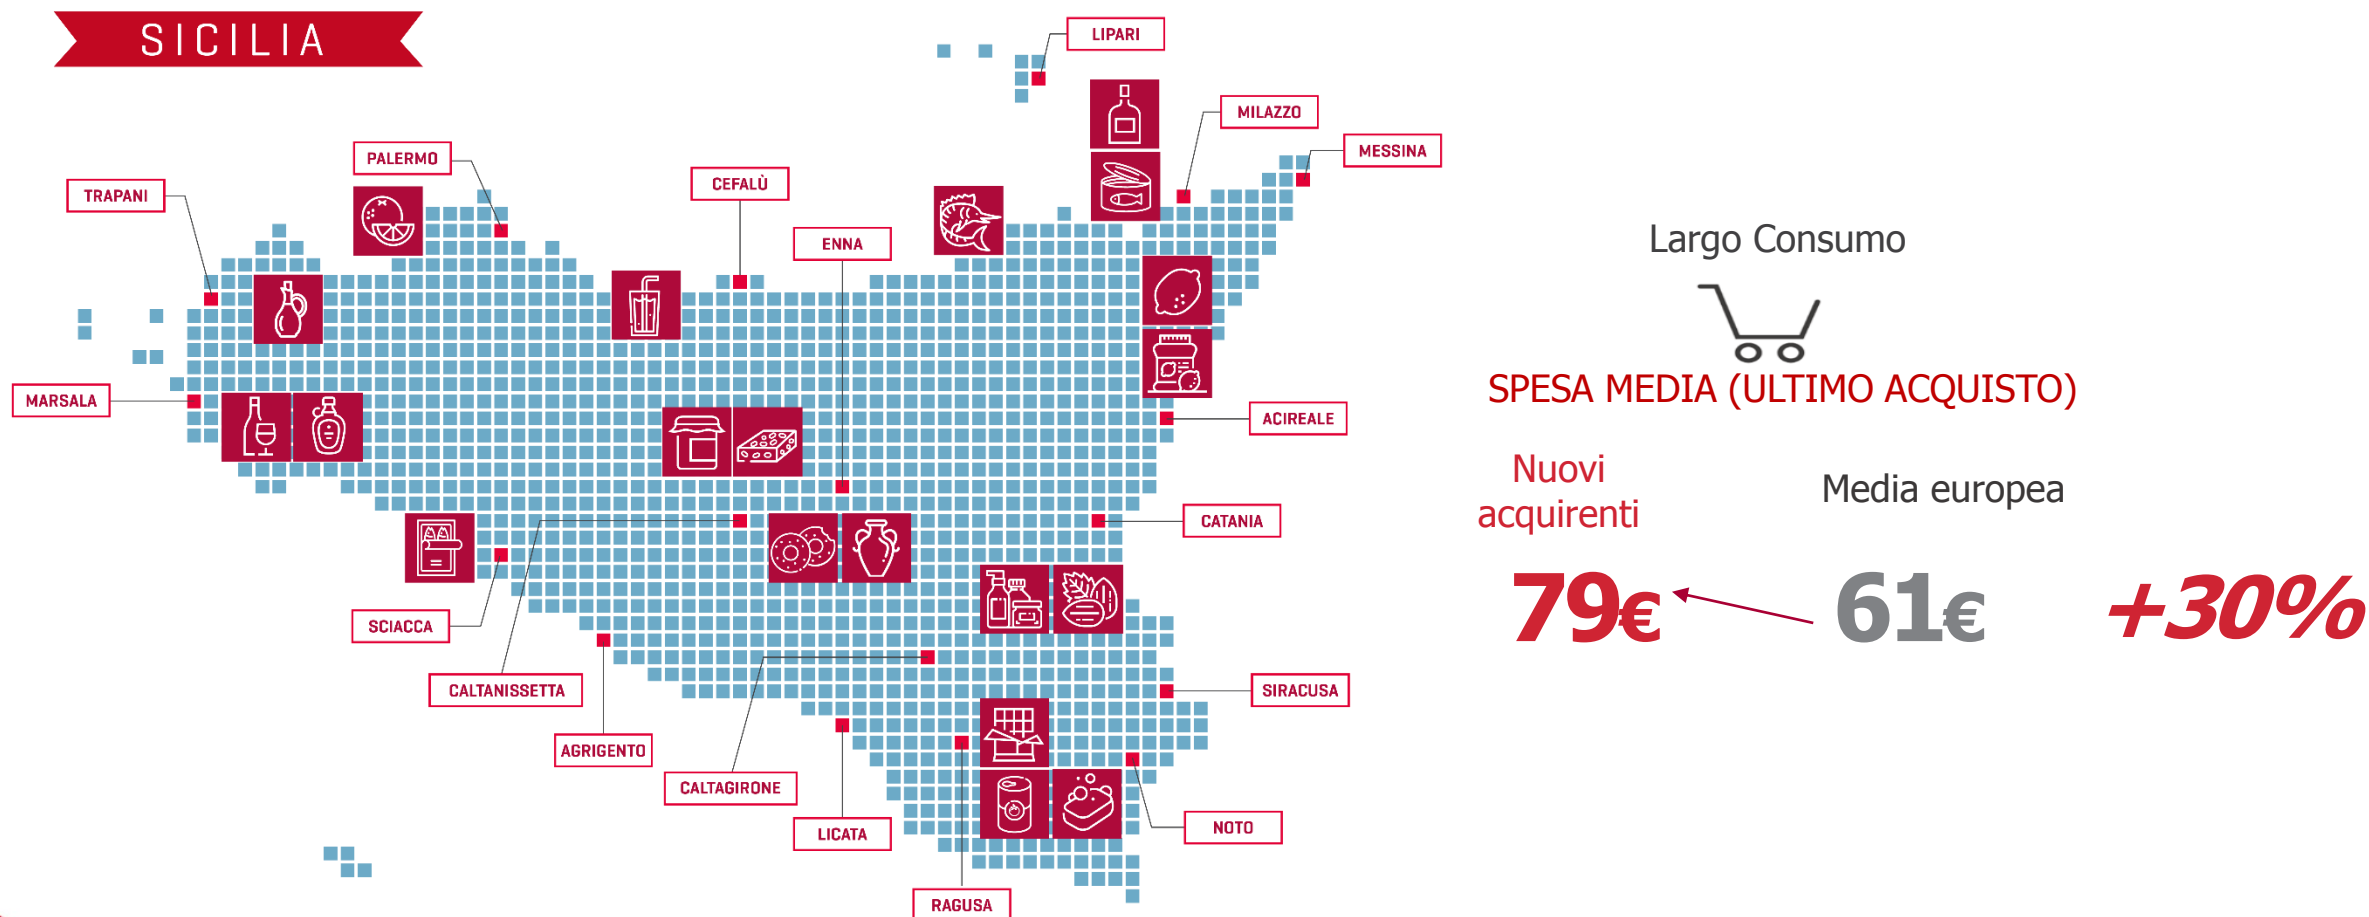 SICILIA
LIPARI
MILAZZO
MESSINA
PALERMO
CEFALÙ
TRAPANI
ENNA
MARSALA
ACIREALE
CATANIA
SCIACCA
CALTANISSETTA
SIRACUSA
AGRIGENTO
CALTAGIRONE
LICATA
NOTO
RAGUSA
Largo Consumo
SPESA MEDIA (ULTIMO ACQUISTO)
Nuovi
acquirenti
Media europea
79€
61€
+30%